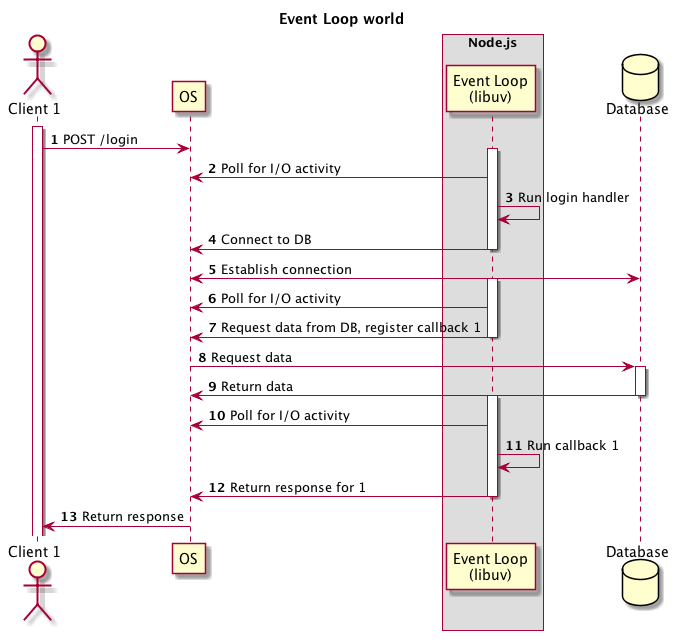 Event Loop world
Node.js
Client 1
OS
Event Loop
(libuv)
Database
1 POST /login
2 Poll for I/O activity
3 Run login handler
4 Connect to DB
5 Establish connection
6 Poll for I/O activity
7 Request data from DB, register callback 1
8 Request data
9 Return data
10 Poll for I/O activity
11 Run callback 1
12 Return response for 1
13 Return response
Client 1
OS
Event Loop
(libuv)
Database